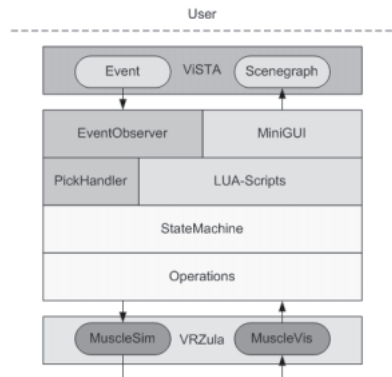 User
Event ViSTA Scenegraph
EventObserver MiniGUI
PickHandler LUA-Scripts
StateMachine
Operations
MuscleSim VRZula MuscleVis